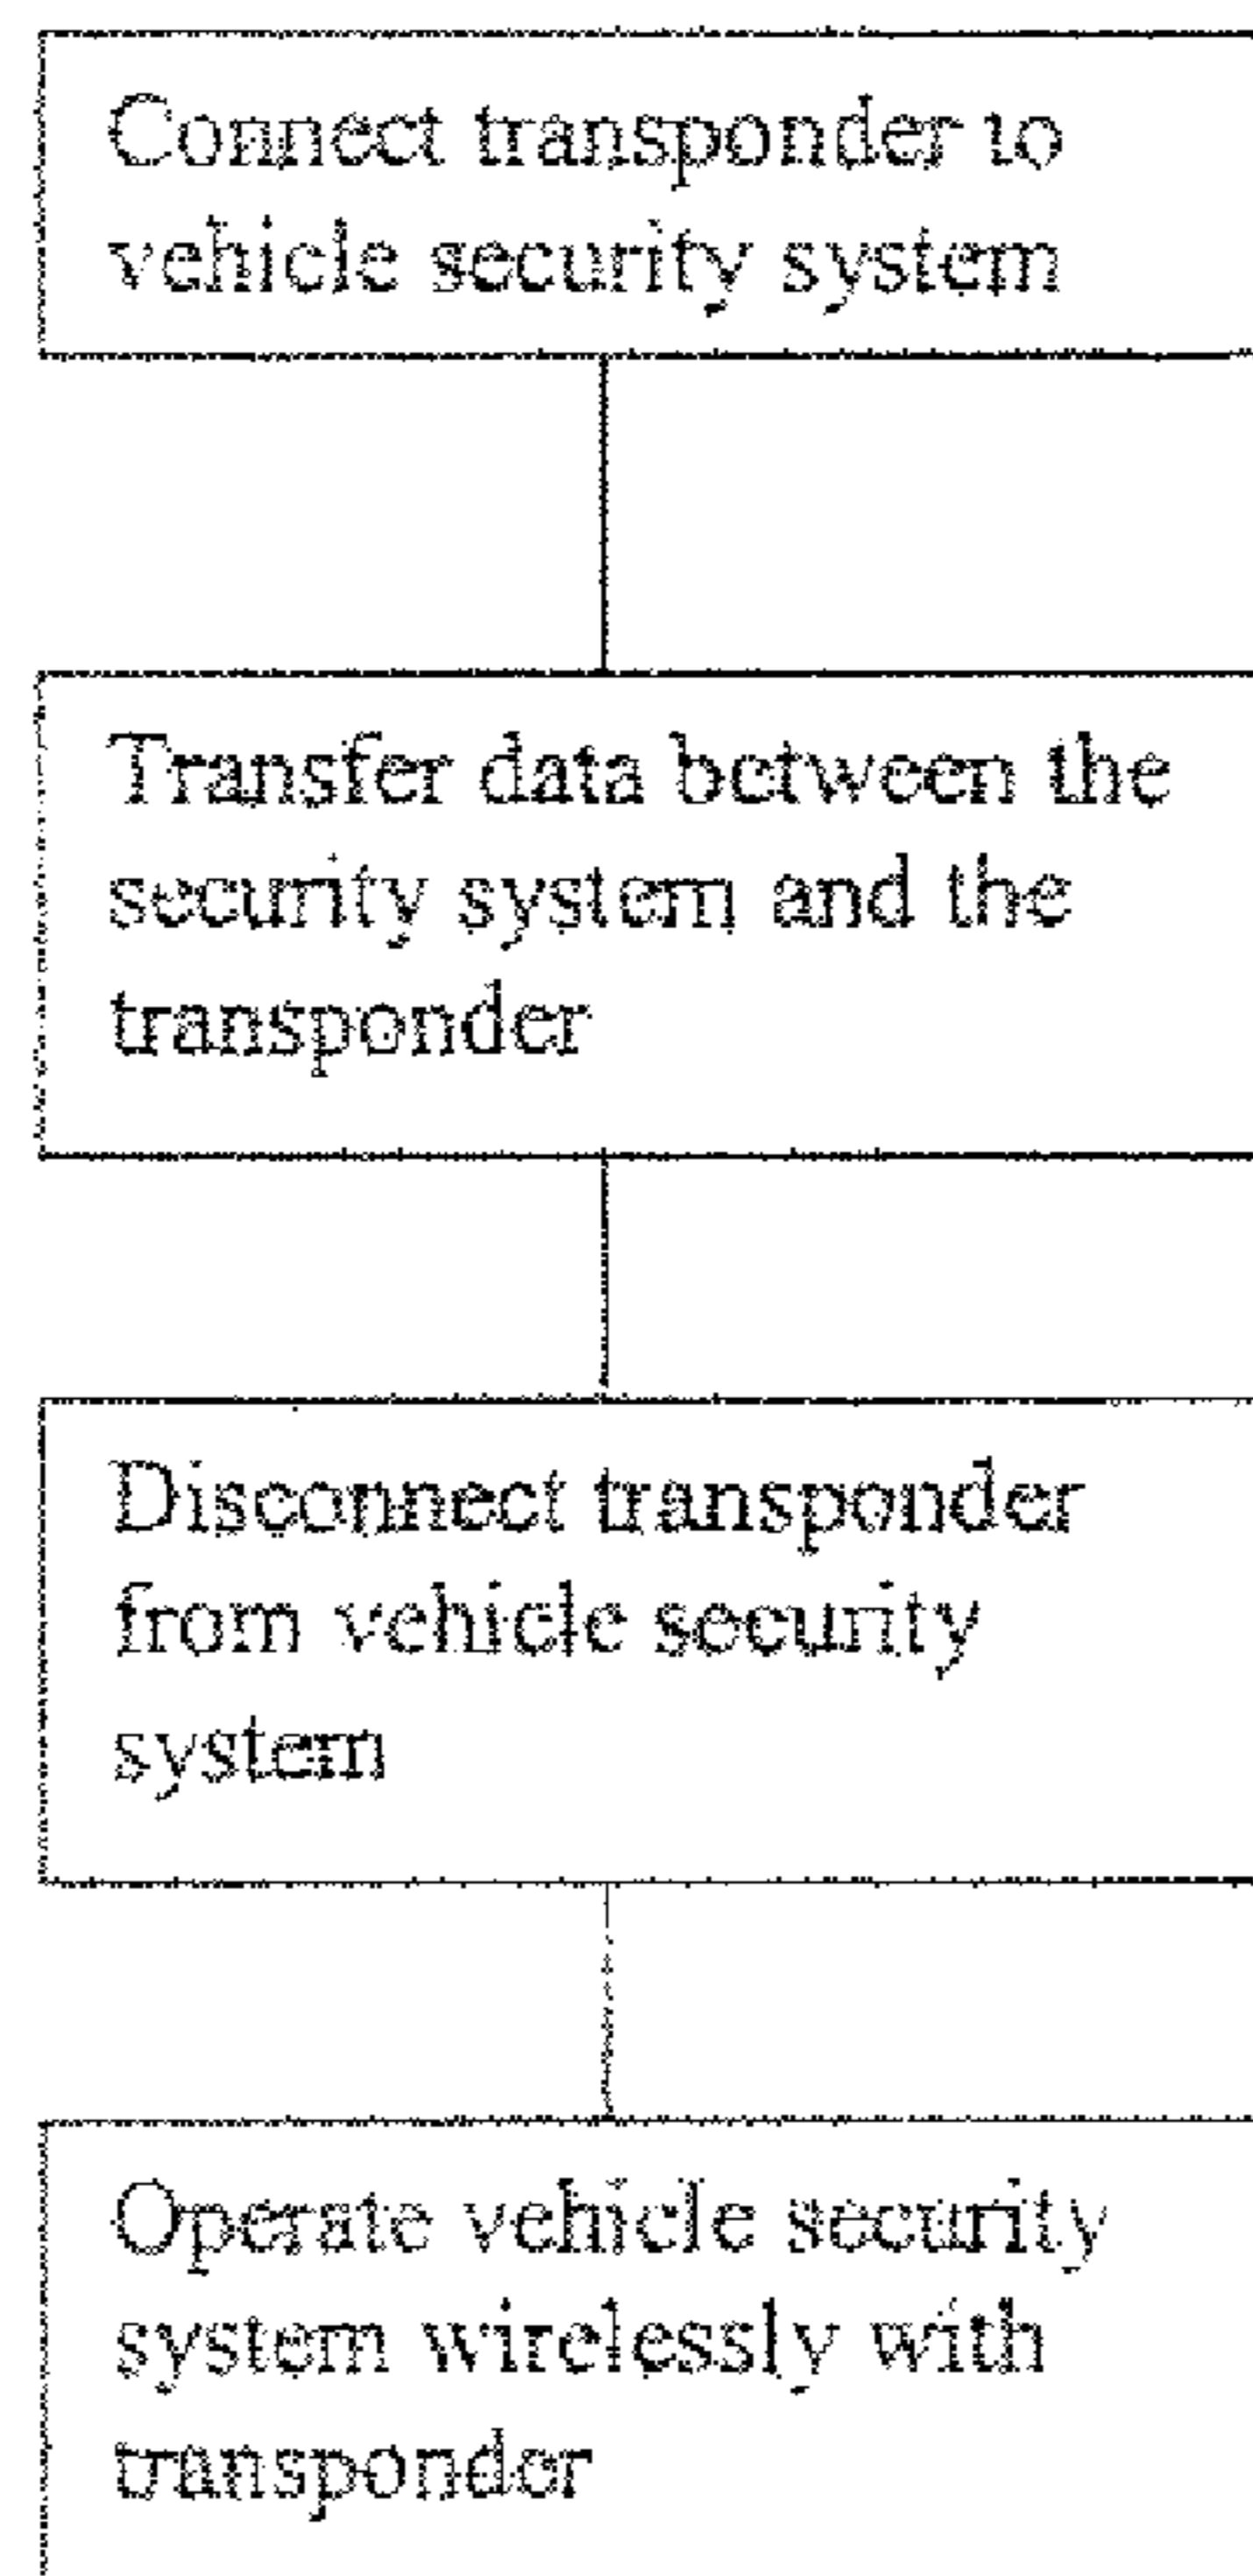 Connect transponder to
vehicle security system
Transfer data between the
security system and the
transponder
Disconnect transponder
from vehicle security
system
Operate vehicle security
system wirelessly with
transponder